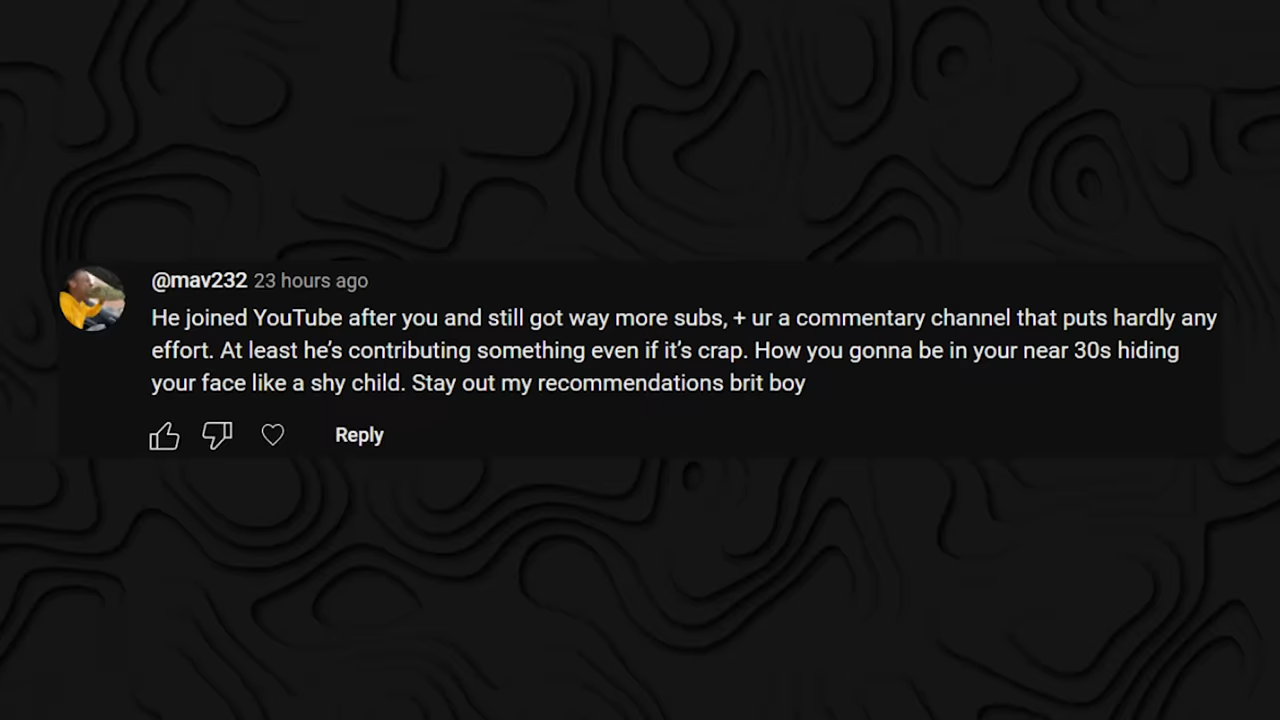 @mav232 23 hours ago
He joined YouTube after you and still got way more subs, + ur a commentary channel that puts hardly any
effort. At least he’s contributing something even if it’s crap. How you gonna be in your near 30s hiding
your face like a shy child. Stay out my recommendations brit boy
Reply